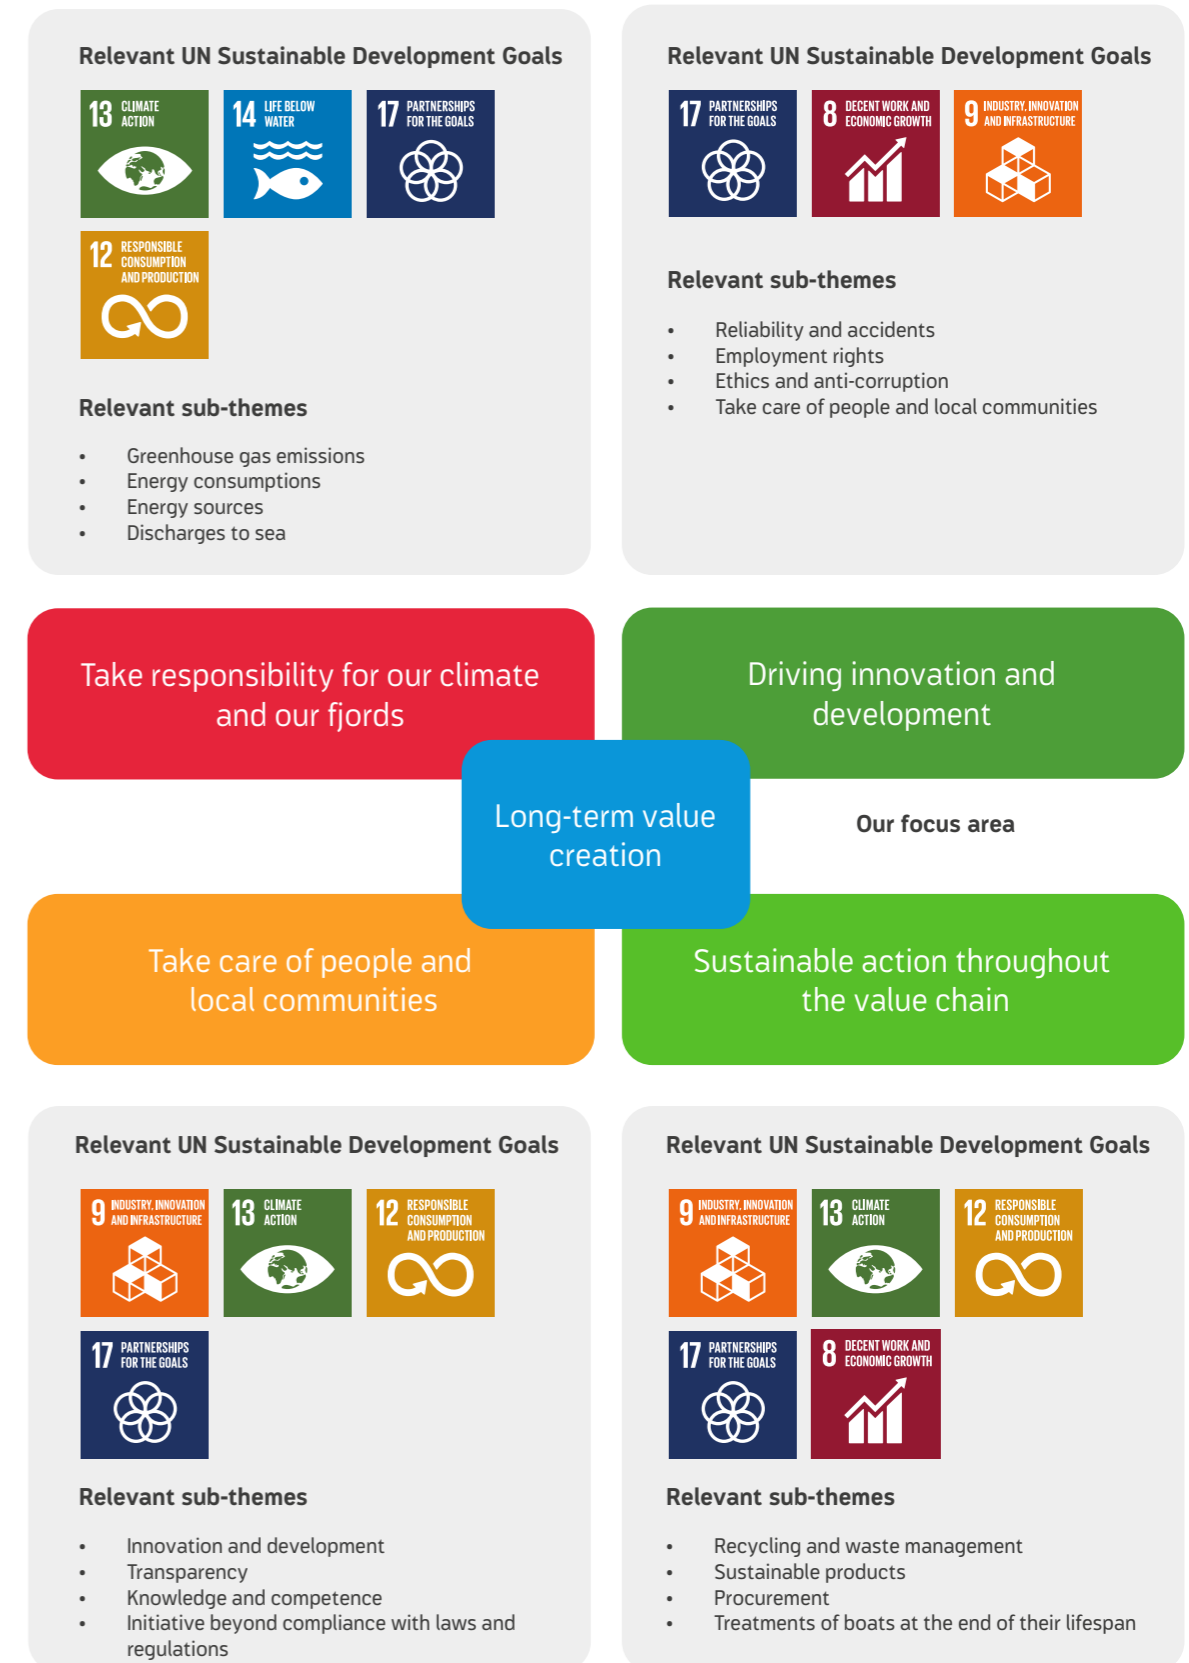 Relevant UN Sustainable Development Goals
13 CLIMATE
ACTION
14 LIFE BELOW
WATER
17 PARTNERSHIPS
FOR THE GOALS
12 RESPONSIBLE
CONSUMPTION
AND PRODUCTION
Relevant sub-themes
• Greenhouse gas emissions
• Energy consumptions
• Energy sources
• Discharges to sea
Relevant UN Sustainable Development Goals
17 PARTNERSHIPS
FOR THE GOALS
8 DECENT WORK AND
ECONOMIC GROWTH
9 INDUSTRY, INNOVATION
AND INFRASTRUCTURE
Relevant sub-themes
• Reliability and accidents
• Employment rights
• Ethics and anti-corruption
• Take care of people and local communities
Take responsibility for our climate
and our fjords
Driving innovation and
development
Long-term value
creation
Our focus area
Take care of people and
local communities
Sustainable action throughout
the value chain
Relevant UN Sustainable Development Goals
9 INDUSTRY, INNOVATION
AND INFRASTRUCTURE
13 CLIMATE
ACTION
12 RESPONSIBLE
CONSUMPTION
AND PRODUCTION
17 PARTNERSHIPS
FOR THE GOALS
Relevant sub-themes
• Innovation and development
• Transparency
• Knowledge and competence
• Initiative beyond compliance with laws and
regulations
Relevant UN Sustainable Development Goals
9 INDUSTRY, INNOVATION
AND INFRASTRUCTURE
13 CLIMATE
ACTION
12 RESPONSIBLE
CONSUMPTION
AND PRODUCTION
17 PARTNERSHIPS
FOR THE GOALS
8 DECENT WORK AND
ECONOMIC GROWTH
Relevant sub-themes
• Recycling and waste management
• Sustainable products
• Procurement
• Treatments of boats at the end of their lifespan